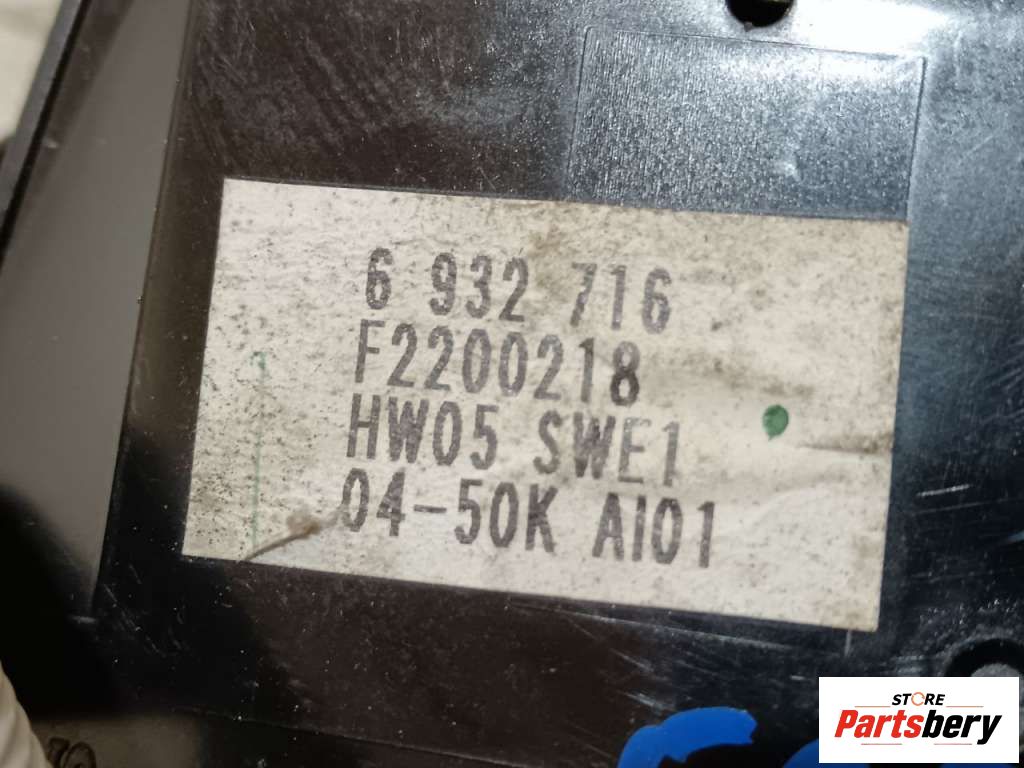 6 932 716
F2200218
HW05 SWE1
04-50K AI01
STORE
Partsbery